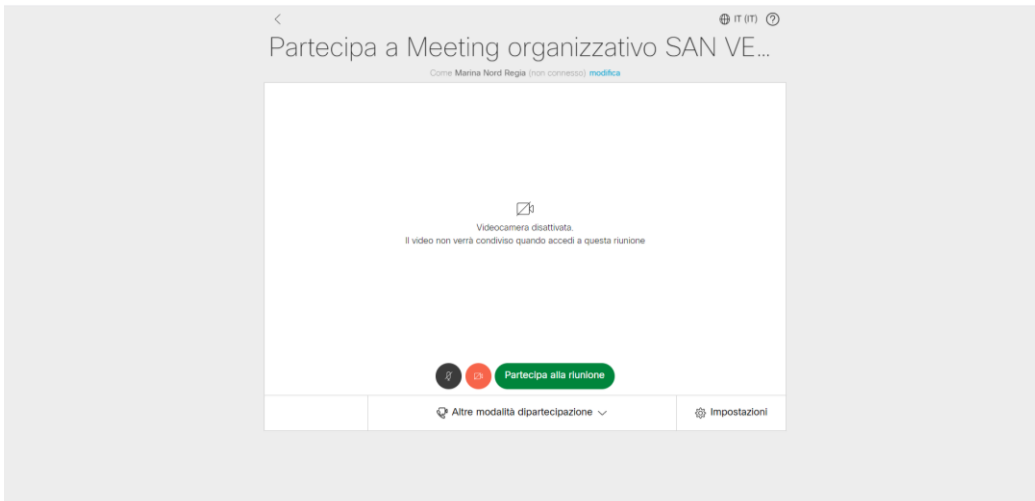 IT (IT)
Partecipa a Meeting organizzativo SAN VE...
Come Marina Nord Regia (non connesso) modifica
Videocamera disattivata.
Il video non verrà condiviso quando accedi a questa riunione
Partecipa alla riunione
Altre modalità dipartecipazione
Impostazioni